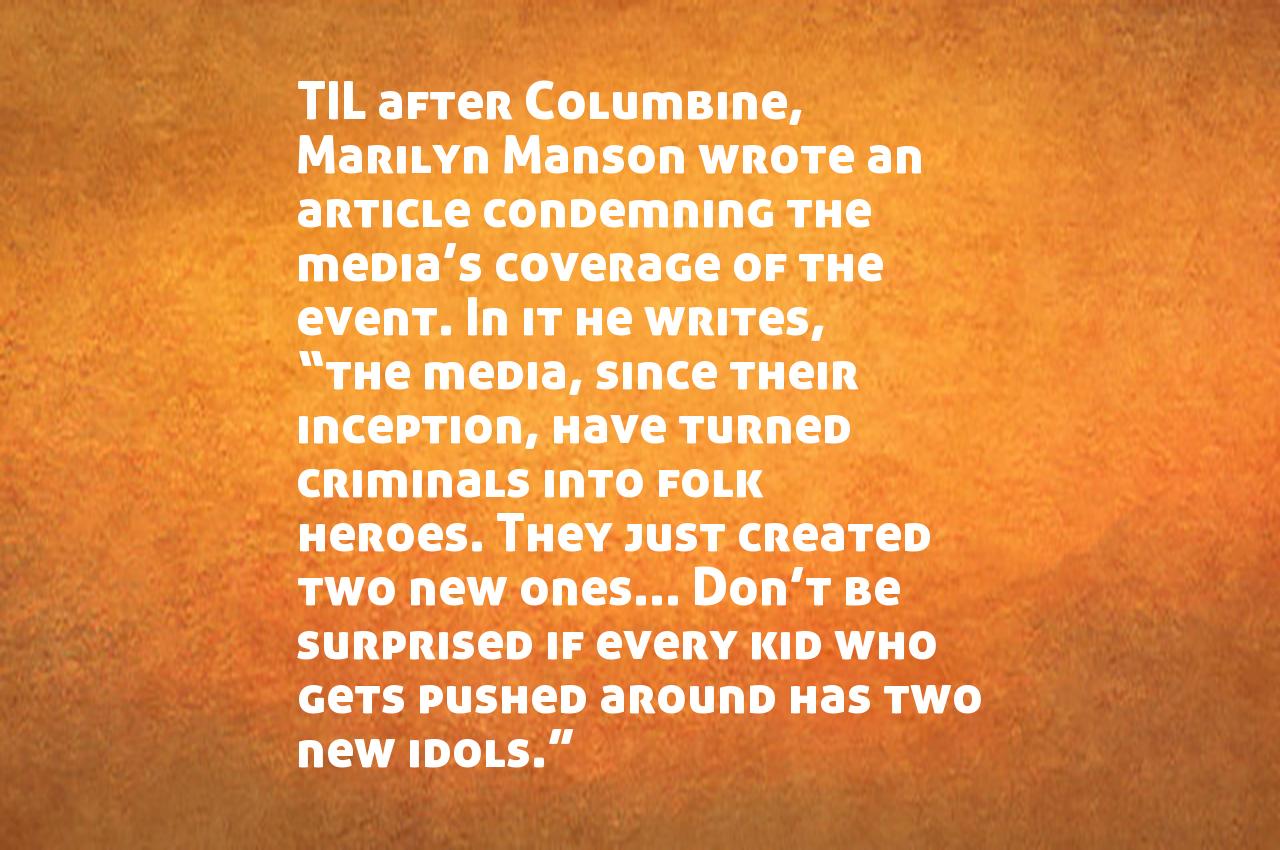 TIL after Columbine,
Marilyn Manson wrote an
article condemning the
media’s coverage of the
event. In it he writes,
“the media, since their
inception, have turned
criminals into folk
heroes. They just created
two new ones... Don’t be
surprised if every kid who
gets pushed around has two
new idols.”